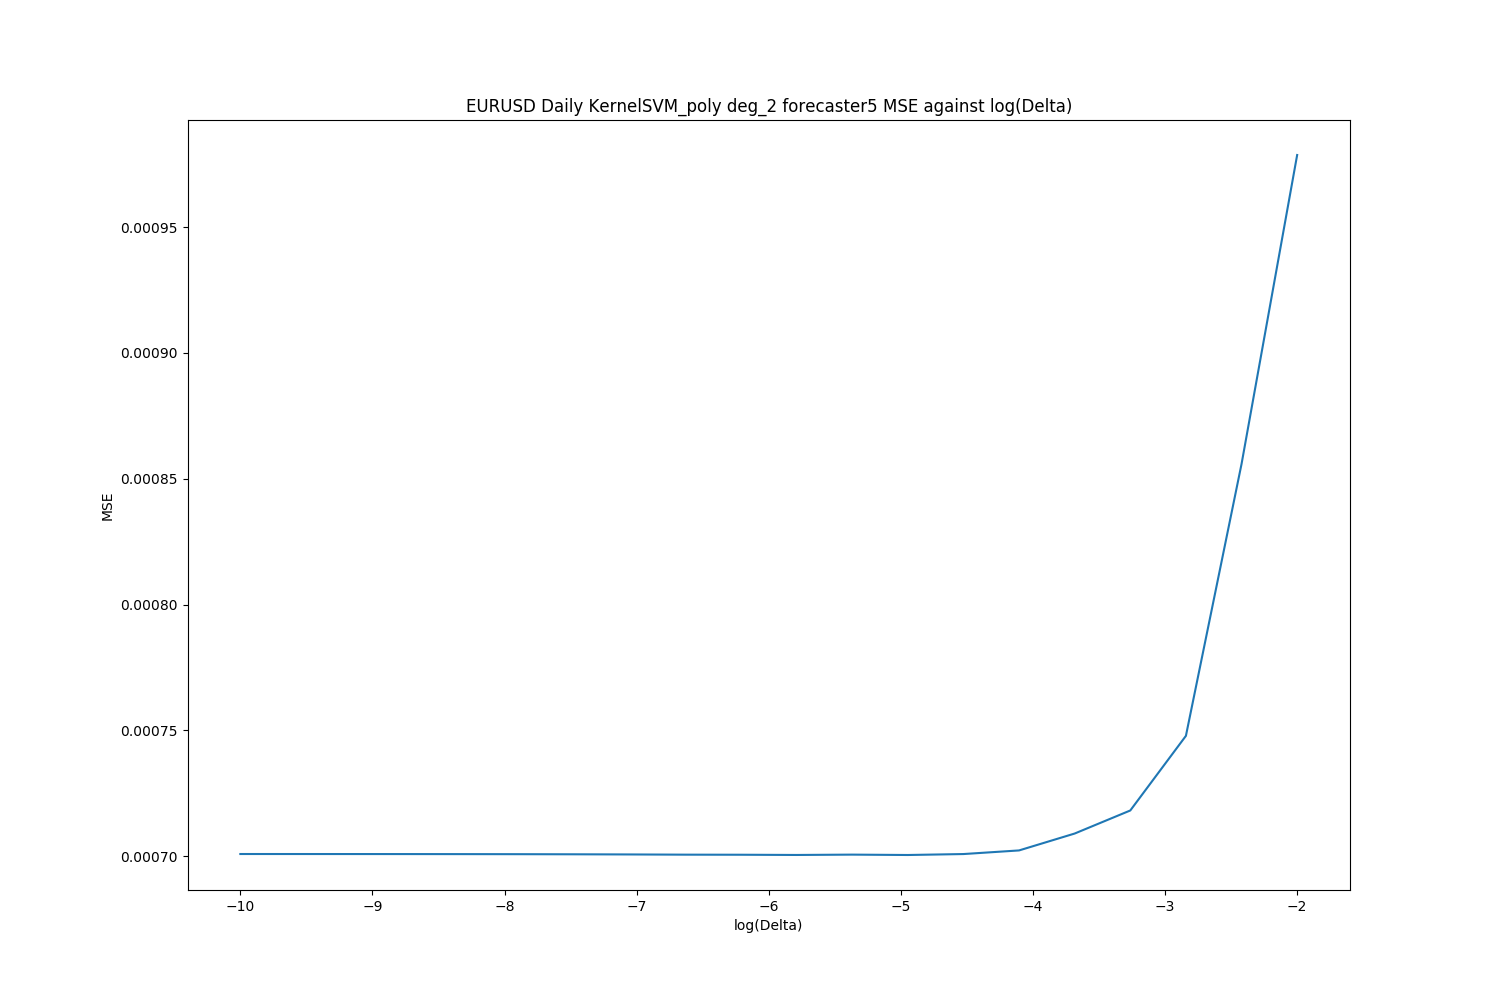 EURUSD Daily KernelSVM_poly deg_2 forecaster5 MSE against log(Delta)
0.00095
0.00090
0.00085
MSE
0.00080
0.00075
0.00070
−10 −9 −8 −7 −6 −5 −4 −3 −2
log(Delta)